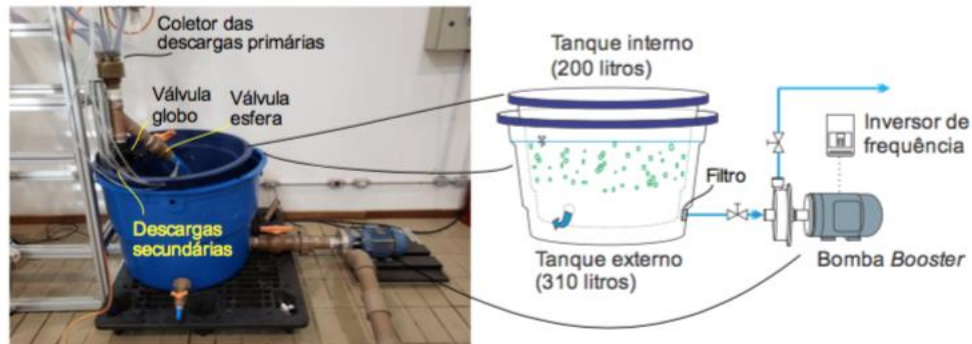 Coletor das
descargas primárias
Válvula
globo
Válvula
esfera
Descargas
secundárias
Tanque interno
(200 litros)
Inversor de
frequência
Filtro
Tanque externo
(310 litros)
Bomba Booster